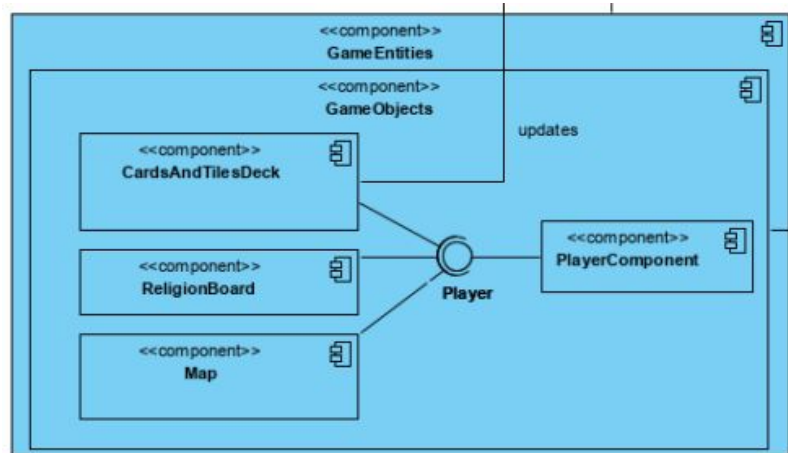 <<component>>
GameEntities
<<component>>
GameObjects
updates
<<component>>
CardsAndTilesDeck
<<component>>
PlayerComponent
<<component>>
ReligionBoard
Player
<<component>>
Map